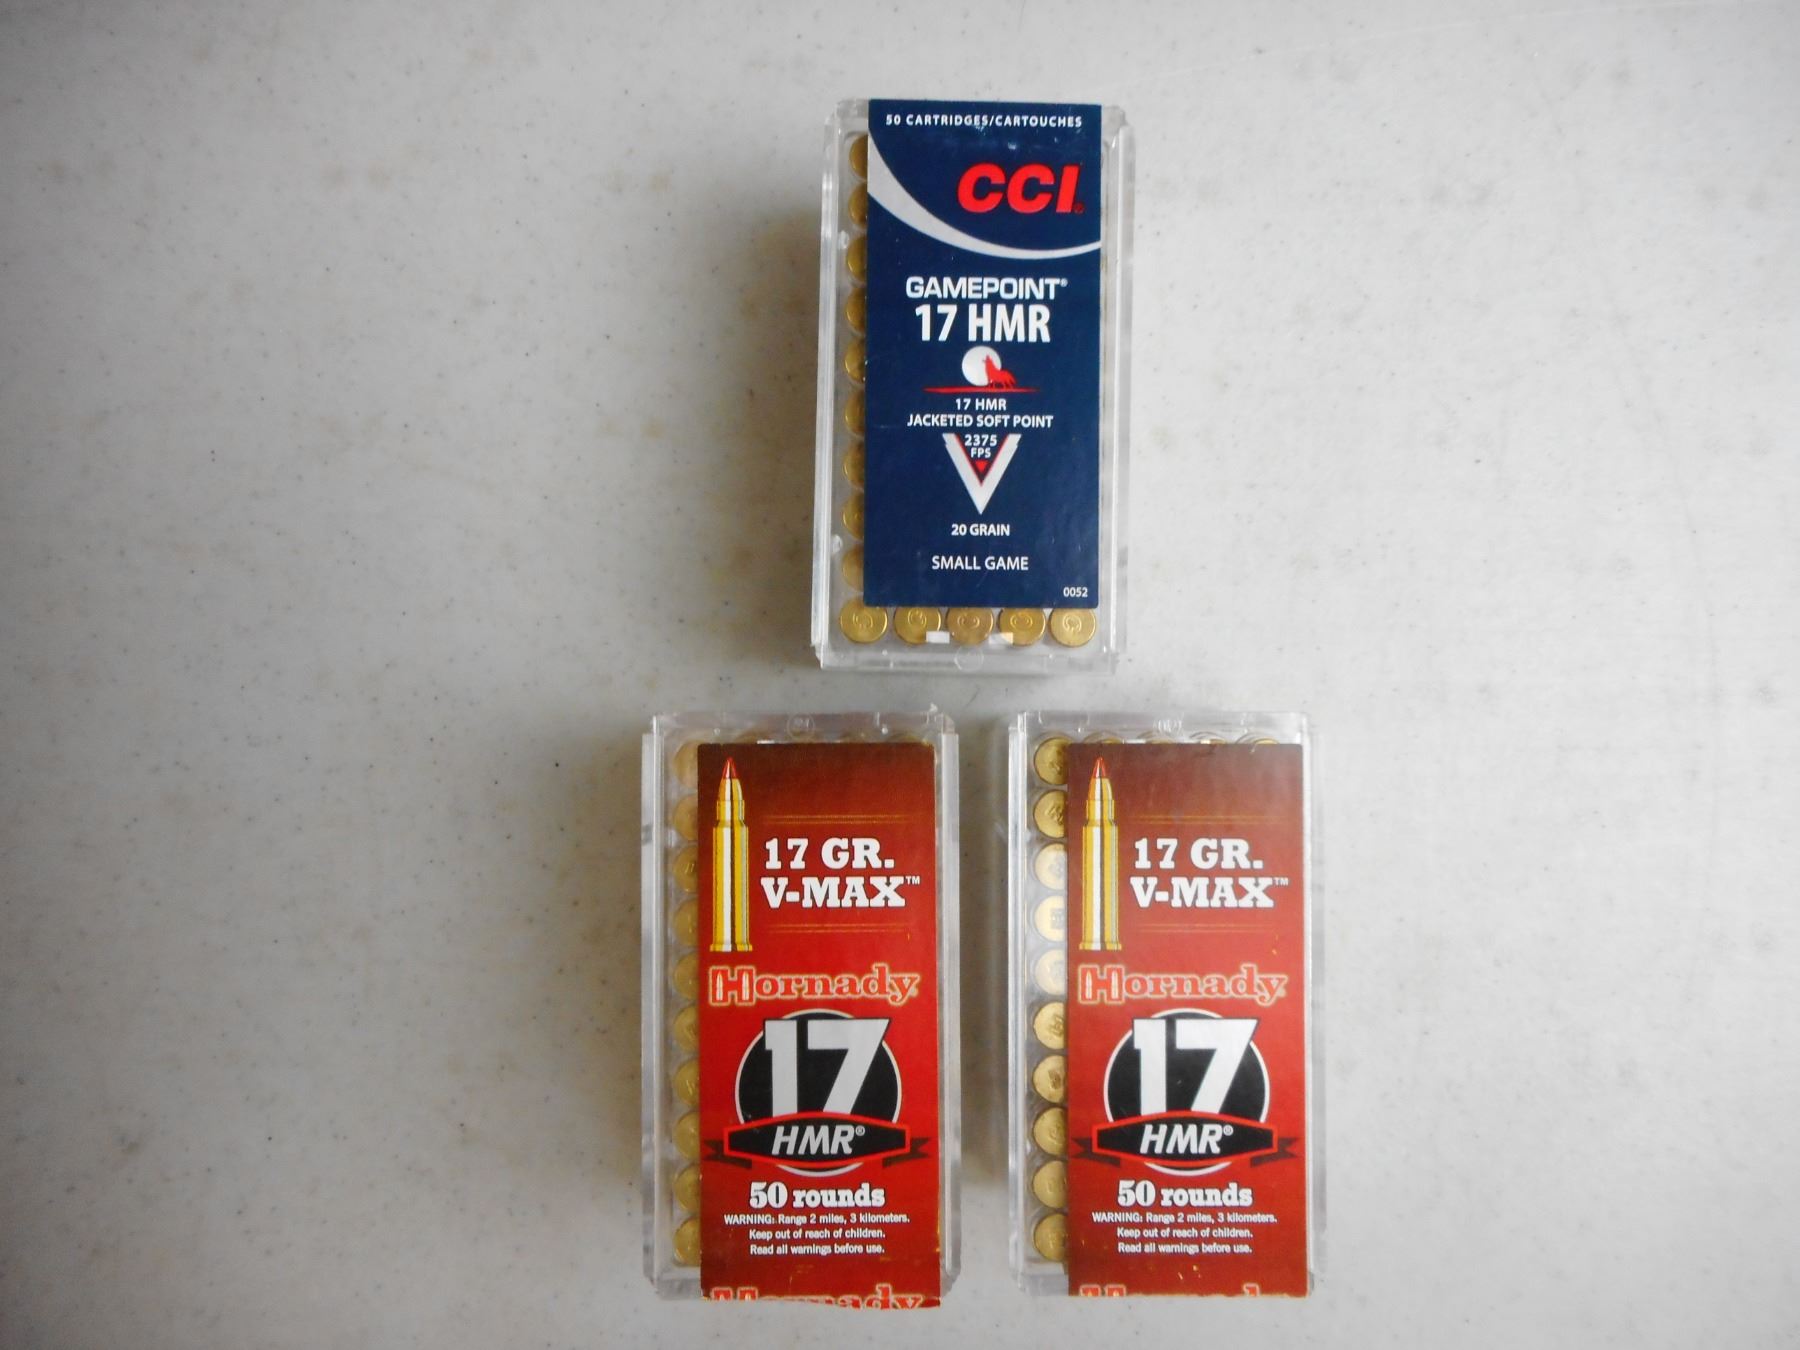 50 CARTRIDGES/CARTOUCHES
CCI®
GAMEPOINT®
17 HMR
17 HMR
JACKETED SOFT POINT
2375
FPS
20 GRAIN
SMALL GAME
0052
17 GR.
V-MAX™
Hornady
17
HMR®
50 rounds
WARNING: Range 2 miles, 3 kilometers.
Keep out of reach of children.
Read all warnings before use.
Hornady
17 GR.
V-MAX™
Hornady
17
HMR®
50 rounds
WARNING: Range 2 miles, 3 kilometers.
Keep out of reach of children.
Read all warnings before use.